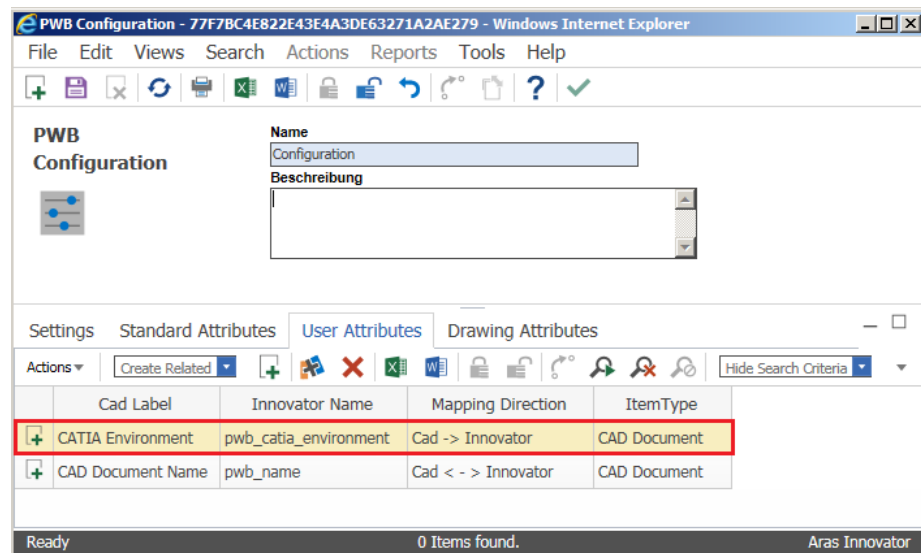 PWB Configuration - 77F7BC4E822E43E4A3DE63271A2AE279 - Windows Internet Explorer
File Edit Views Search Actions Reports Tools Help
PWB
Configuration
Name
Configuration
Beschreibung
Settings Standard Attributes User Attributes Drawing Attributes
Actions Create Related Hide Search Criteria
Cad Label Innovator Name Mapping Direction ItemType
CATIA Environment pwb_catia_environment Cad -> Innovator CAD Document
CAD Document Name pwb_name Cad < - > Innovator CAD Document
Ready 0 Items found. Aras Innovator